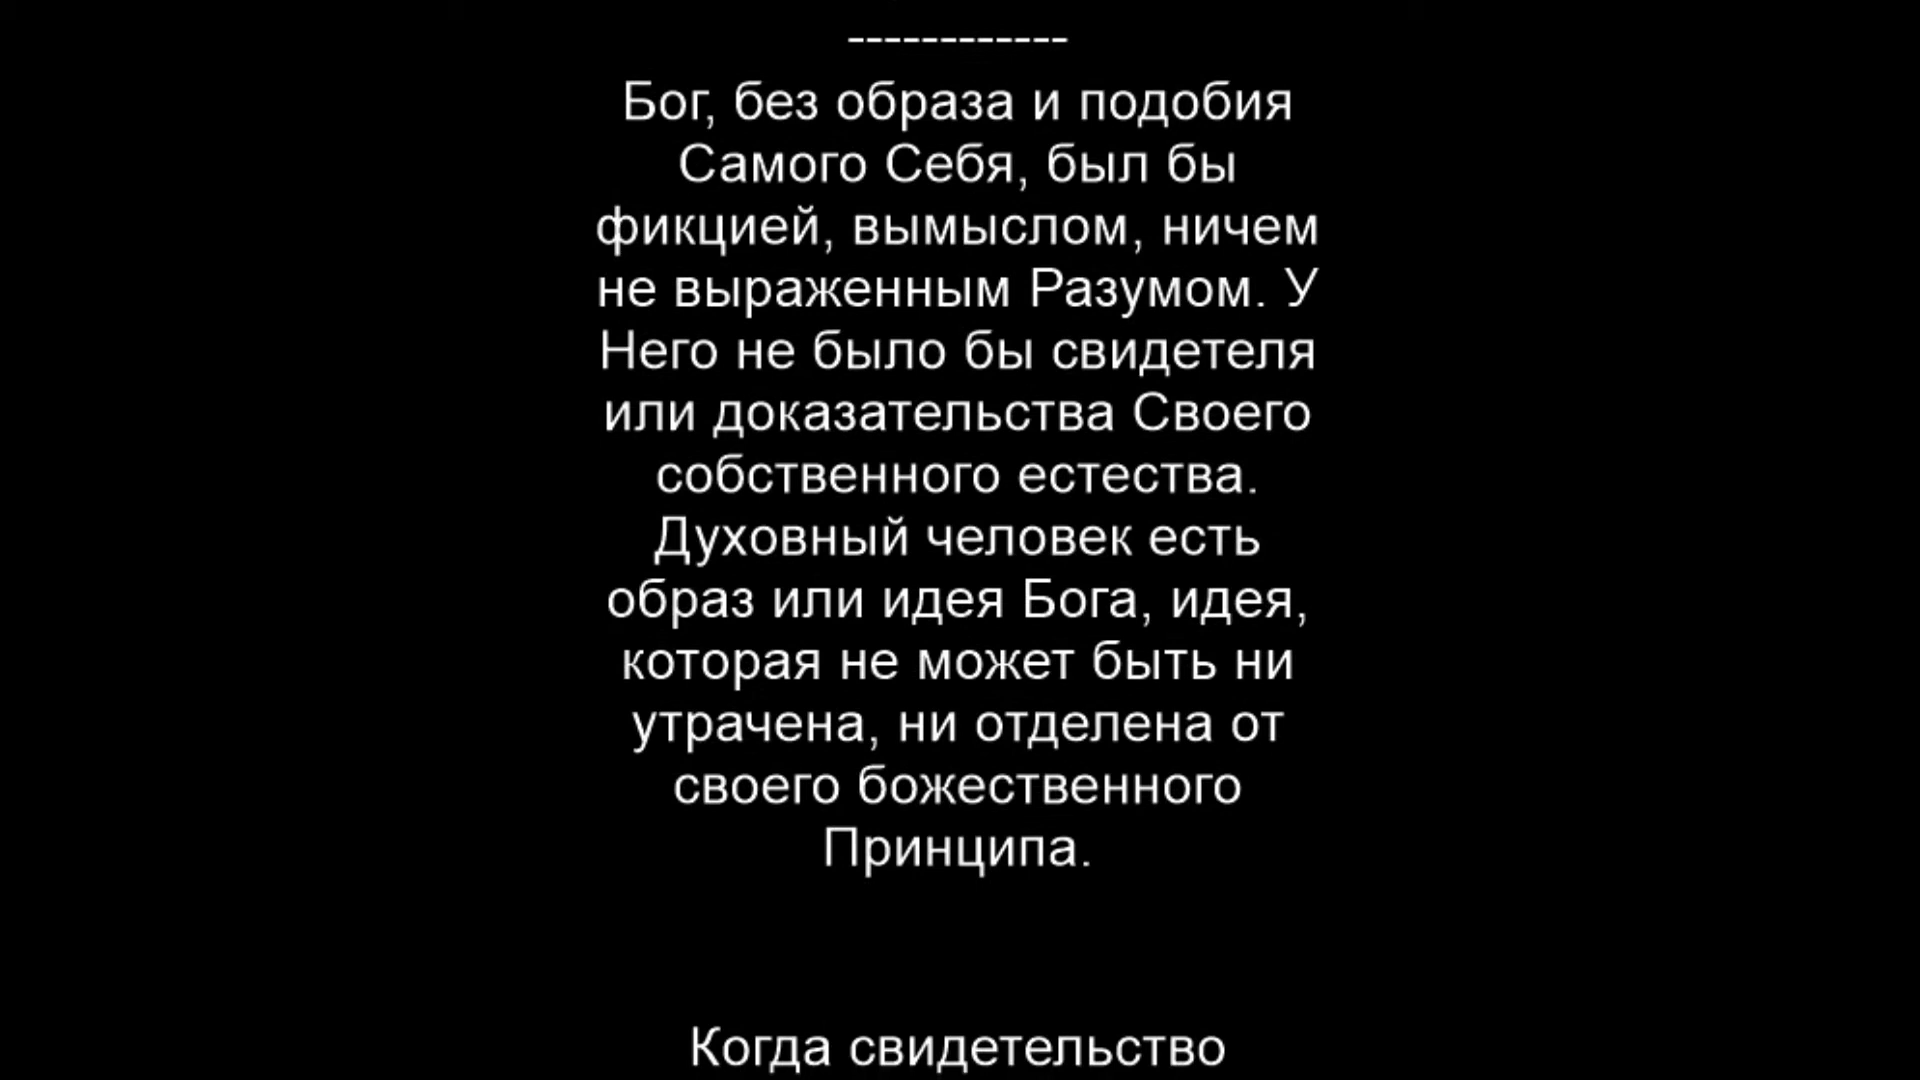 ------------
Бог, без образа и подобия
Самого Себя, был бы
фикцией, вымыслом, ничем
не выраженным Разумом. У
Него не было бы свидетеля
или доказательства Своего
собственного естества.
Духовный человек есть
образ или идея Бога, идея,
которая не может быть ни
утрачена, ни отделена от
своего божественного
Принципа.
Когда свидетельство